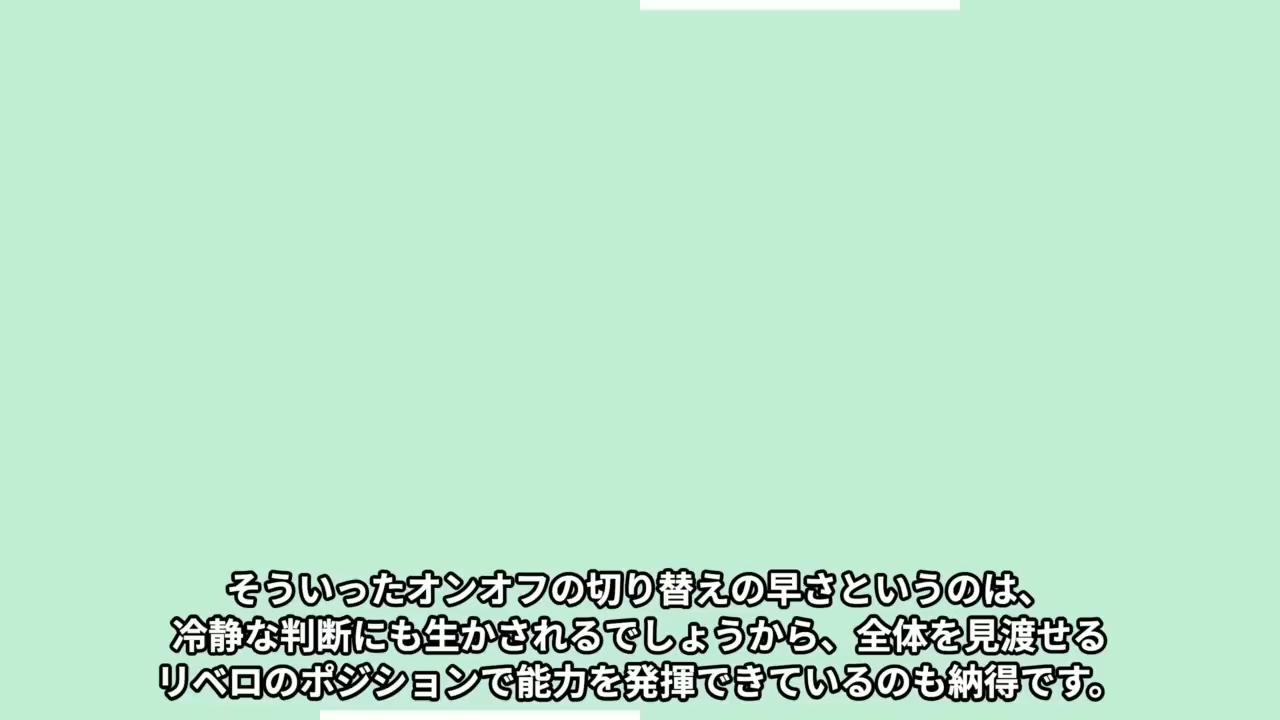 そういったオンオフの切り替えの早さというのは、
冷静な判断にも生かされるでしょうから、全体を見渡せる
リベロのポジションで能力を発揮できているのも納得です。